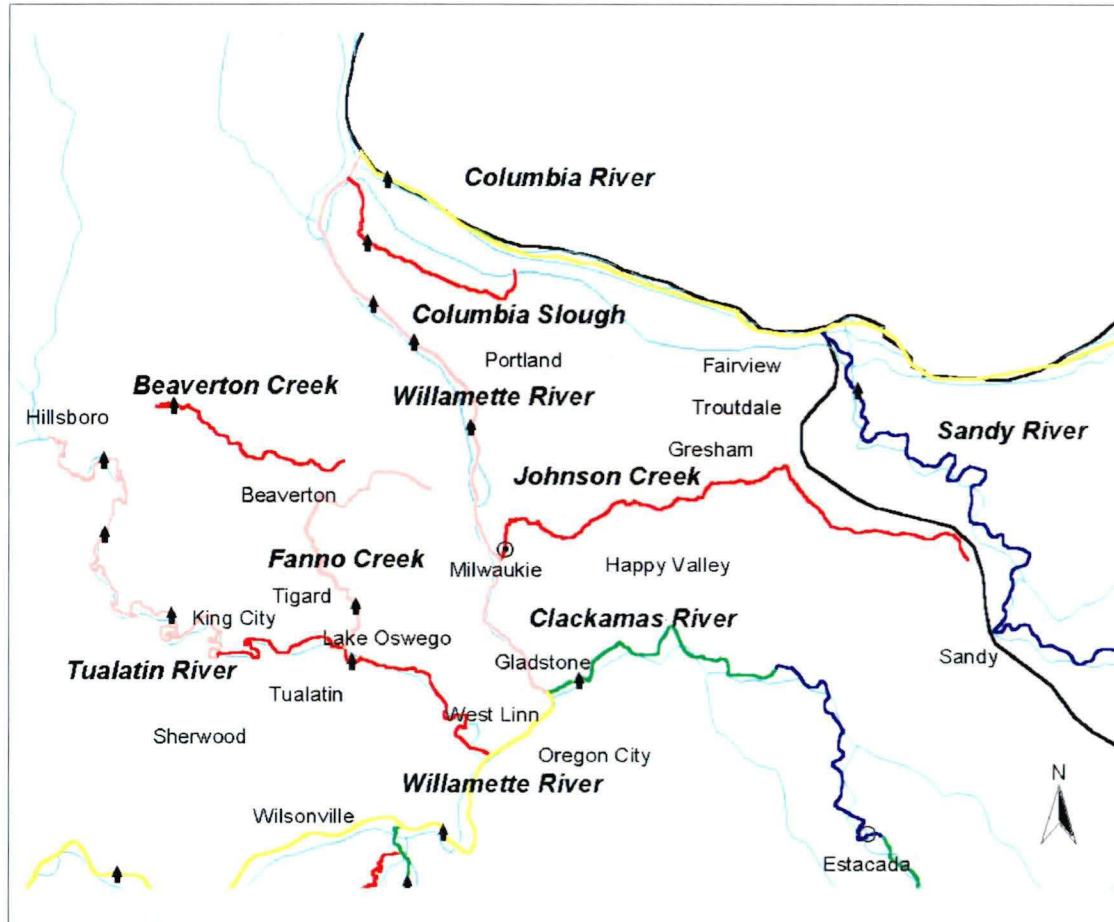 Columbia River
Columbia Slough
Portland
Fairview
Beaverton Creek
Willamette River
Hillsboro
Troutdale
Sandy River
Gresham
Johnson Creek
Beaverton
Fanno Creek
Milwaukie
Happy Valley
Tigard
King City
Clackamas River
Lake Oswego
Gladstone
Sandy
Tualatin River
Tualatin
West Linn
Sherwood
Oregon City
Willamette River
N
Wilsonville
Estacada